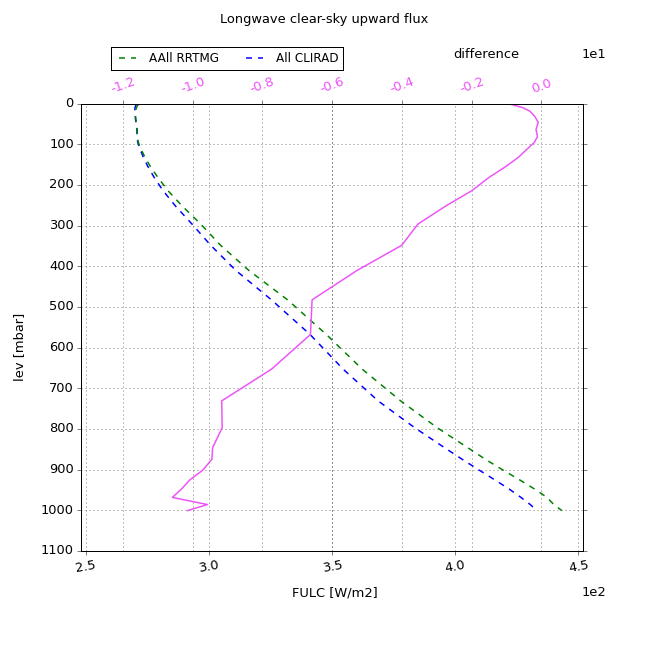 Longwave clear-sky upward flux
AAll RRTMG All CLIRAD
difference 1e1
-1.2 -1.0 -0.8 -0.6 -0.4 -0.2 0.0
0
100
200
300
400
500
600
700
800
900
1000
1100
lev [mbar]
2.5 3.0 3.5 4.0 4.5
FULC [W/m2] 1e2